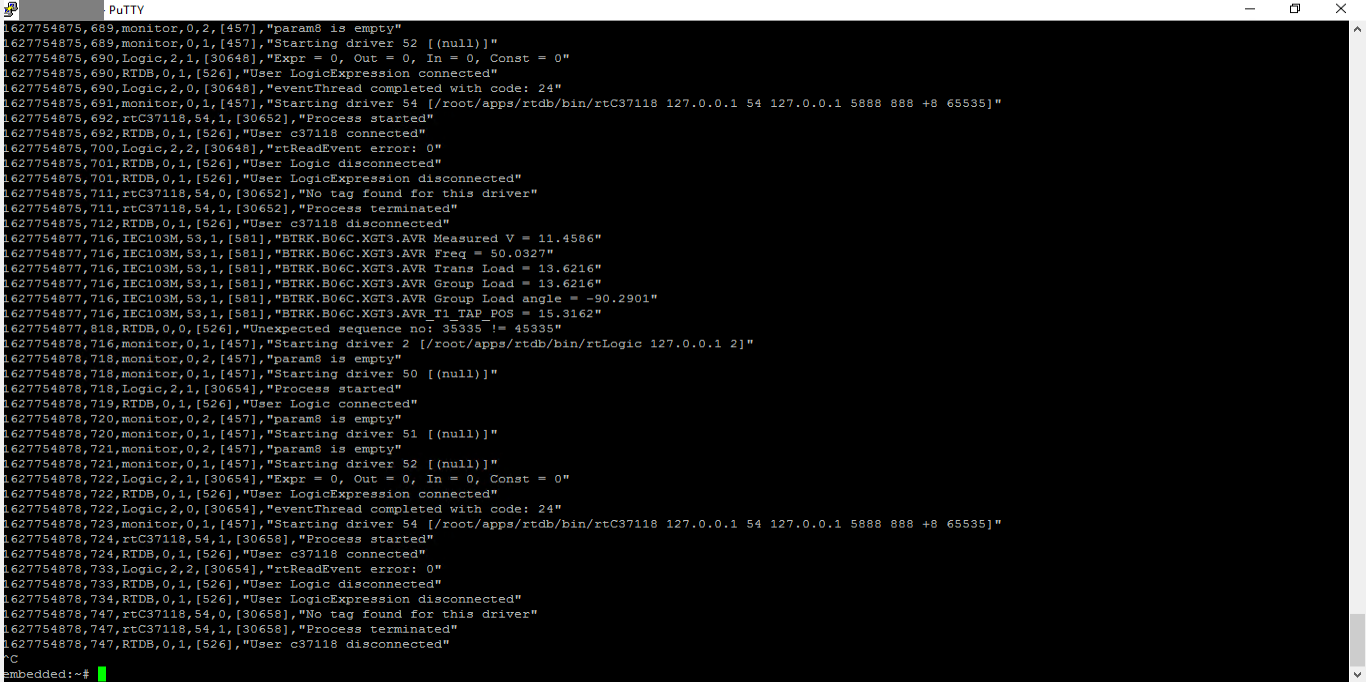 PuTTY
1627754875,689,monitor,0,2,[457],"param8 is empty"
1627754875,689,monitor,0,1,[457],"Starting driver 52 [(null)]"
1627754875,690,Logic,2,1,[30648],"Expr = 0, Out = 0, In = 0, Const = 0"
1627754875,690,RTDB,0,1,[526],"User LogicExpression connected"
1627754875,690,Logic,2,0,[30648],"eventThread completed with code: 24"
1627754875,691,monitor,0,1,[457],"Starting driver 54 [/root/apps/rtdb/bin/rtC37118 127.0.0.1 54 127.0.0.1 5888 888 +8 65535]"
1627754875,692,rtC37118,54,1,[30652],"Process started"
1627754875,692,RTDB,0,1,[526],"User c37118 connected"
1627754875,700,Logic,2,2,[30648],"rtReadEvent error: 0"
1627754875,701,RTDB,0,1,[526],"User Logic disconnected"
1627754875,701,RTDB,0,1,[526],"User LogicExpression disconnected"
1627754875,711,rtC37118,54,0,[30652],"No tag found for this driver"
1627754875,711,rtC37118,54,1,[30652],"Process terminated"
1627754875,712,RTDB,0,1,[526],"User c37118 disconnected"
1627754877,716,IEC103M,53,1,[581],"BTRK.B06C.XGT3.AVR Measured V = 11.4586"
1627754877,716,IEC103M,53,1,[581],"BTRK.B06C.XGT3.AVR Freq = 50.0327"
1627754877,716,IEC103M,53,1,[581],"BTRK.B06C.XGT3.AVR Trans Load = 13.6216"
1627754877,716,IEC103M,53,1,[581],"BTRK.B06C.XGT3.AVR Group Load = 13.6216"
1627754877,716,IEC103M,53,1,[581],"BTRK.B06C.XGT3.AVR Group Load angle = -90.2901"
1627754877,716,IEC103M,53,1,[581],"BTRK.B06C.XGT3.AVR_T1_TAP_POS = 15.3162"
1627754877,818,RTDB,0,0,[526],"Unexpected sequence no: 35335 != 45335"
1627754878,716,monitor,0,1,[457],"Starting driver 2 [/root/apps/rtdb/bin/rtLogic 127.0.0.1 2]"
1627754878,718,monitor,0,2,[457],"param8 is empty"
1627754878,718,monitor,0,1,[457],"Starting driver 50 [(null)]"
1627754878,718,Logic,2,1,[30654],"Process started"
1627754878,719,RTDB,0,1,[526],"User Logic connected"
1627754878,720,monitor,0,2,[457],"param8 is empty"
1627754878,720,monitor,0,1,[457],"Starting driver 51 [(null)]"
1627754878,721,monitor,0,2,[457],"param8 is empty"
1627754878,721,monitor,0,1,[457],"Starting driver 52 [(null)]"
1627754878,722,Logic,2,1,[30654],"Expr = 0, Out = 0, In = 0, Const = 0"
1627754878,722,RTDB,0,1,[526],"User LogicExpression connected"
1627754878,722,Logic,2,0,[30654],"eventThread completed with code: 24"
1627754878,723,monitor,0,1,[457],"Starting driver 54 [/root/apps/rtdb/bin/rtC37118 127.0.0.1 54 127.0.0.1 5888 888 +8 65535]"
1627754878,724,rtC37118,54,1,[30658],"Process started"
1627754878,724,RTDB,0,1,[526],"User c37118 connected"
1627754878,733,Logic,2,2,[30654],"rtReadEvent error: 0"
1627754878,733,RTDB,0,1,[526],"User Logic disconnected"
1627754878,734,RTDB,0,1,[526],"User LogicExpression disconnected"
1627754878,747,rtC37118,54,0,[30658],"No tag found for this driver"
1627754878,747,rtC37118,54,1,[30658],"Process terminated"
1627754878,747,RTDB,0,1,[526],"User c37118 disconnected"
^C
embedded:~#